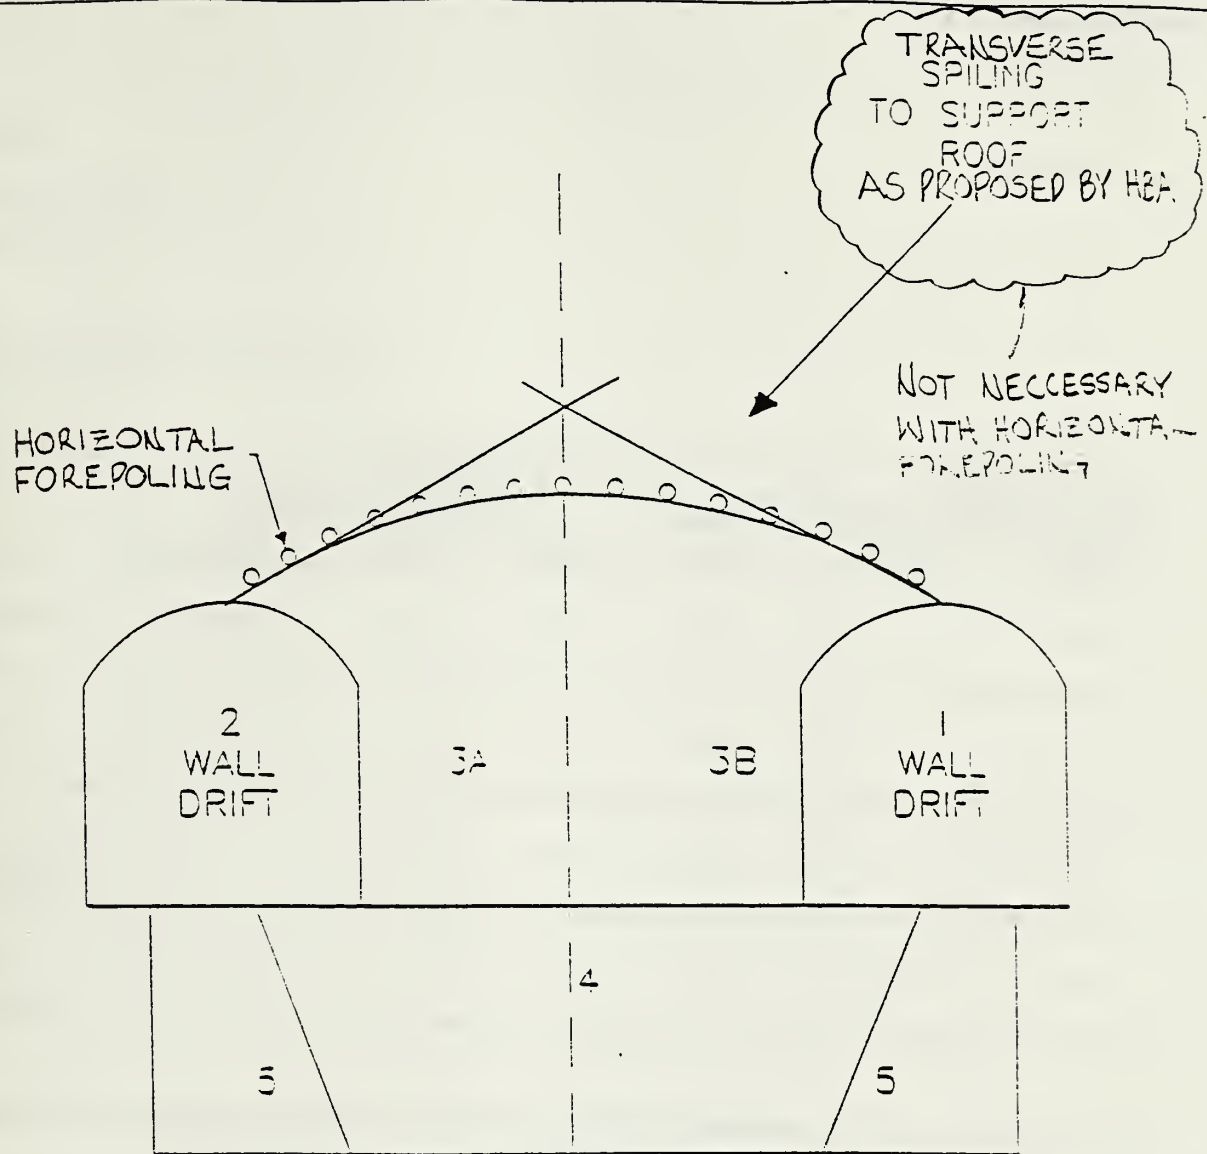 TRANSVERSE
SPILING
TO SUPPORT
ROOF
AS PROPOSED BY HBA
NOT NECCESSARY
WITH HORIZONTAL
FOREPOLING
HORIZONTAL
FOREPOLING
2
WALL
DRIFT
3A
3B
1
WALL
DRIFT
4
5
5